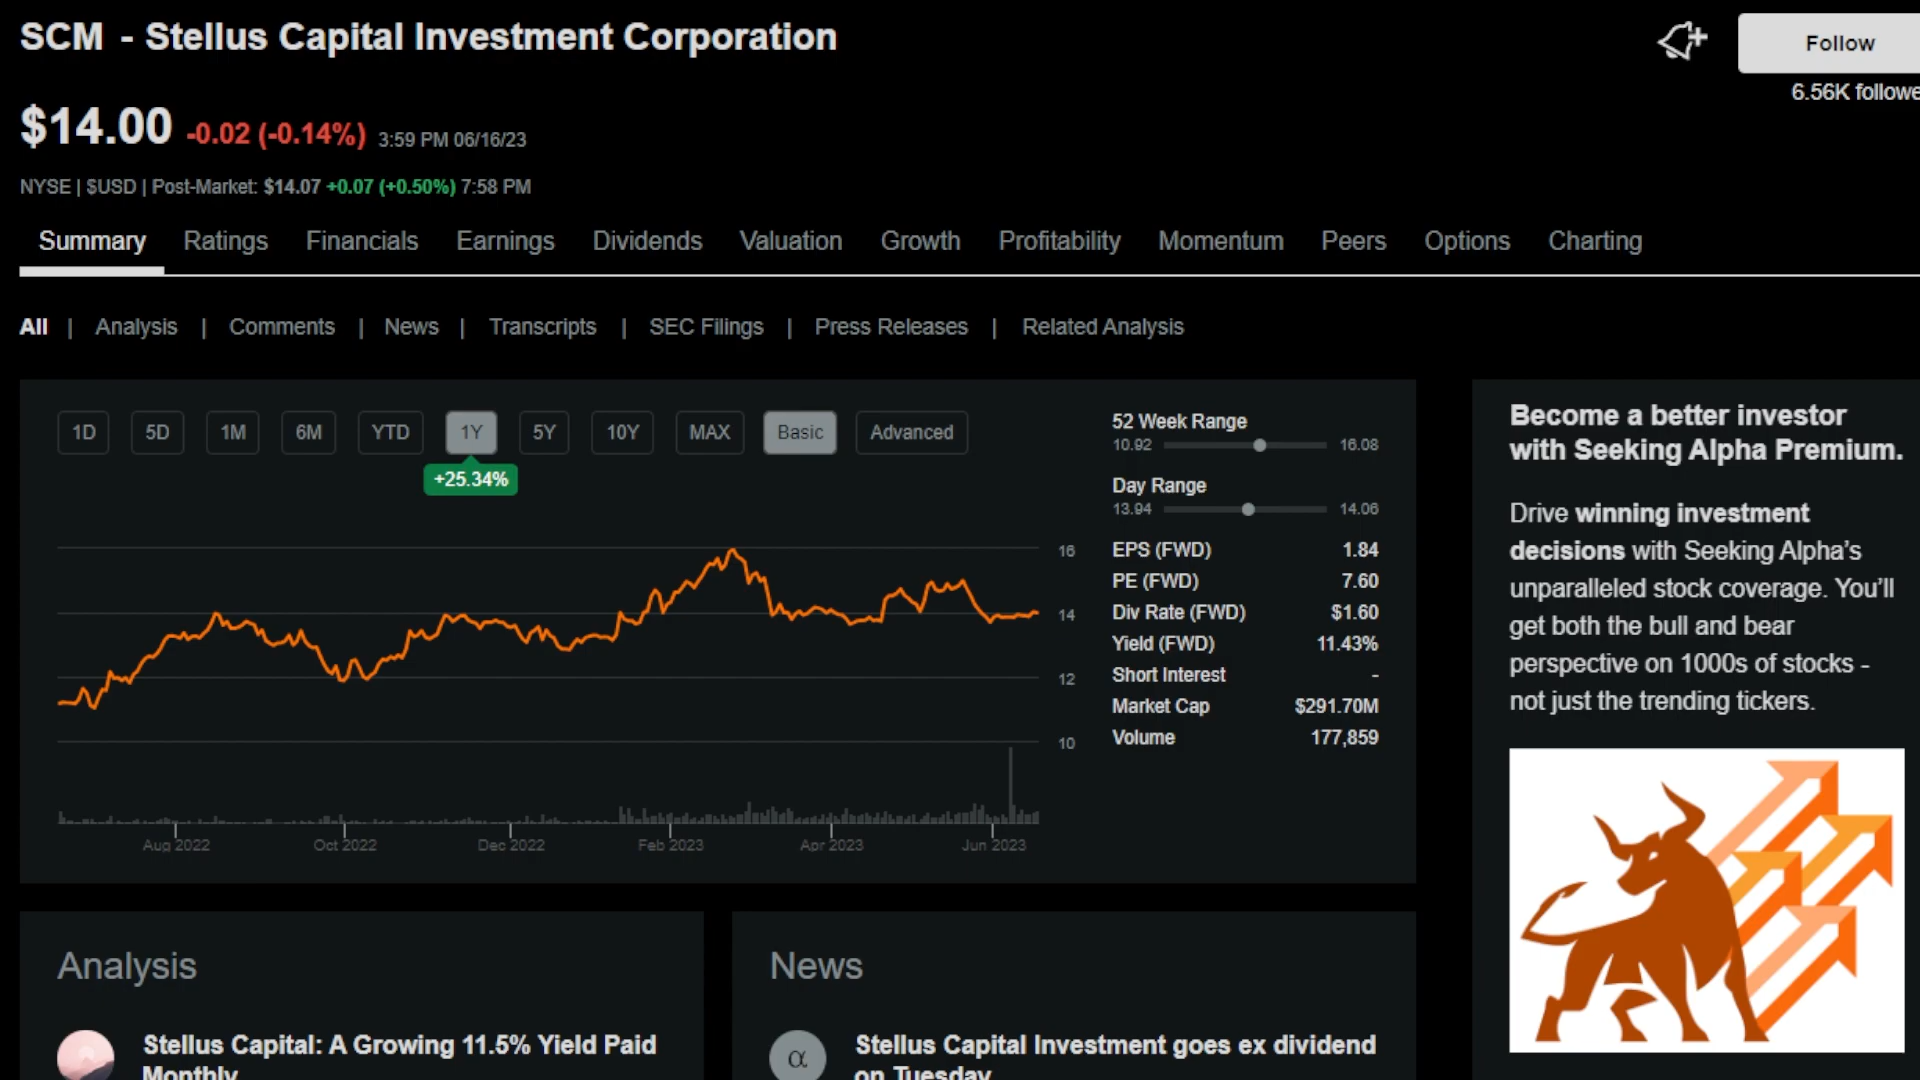 SCM - Stellus Capital Investment Corporation
Follow
6.56K followe
$14.00 -0.02 (-0.14%) 3:59 PM 06/16/23
NYSE | $USD | Post-Market: $14.07 +0.07 (+0.50%) 7:58 PM
Summary Ratings Financials Earnings Dividends Valuation Growth Profitability Momentum Peers Options Charting
All | Analysis | Comments | News | Transcripts | SEC Filings | Press Releases | Related Analysis
1D 5D 1M 6M YTD 1Y 5Y 10Y MAX Basic Advanced
+25.34%
16
14
12
10
Aug 2022 Oct 2022 Dec 2022 Feb 2023 Apr 2023 Jun 2023
52 Week Range
10.92 16.08
Day Range
13.94 14.06
EPS (FWD) 1.84
PE (FWD) 7.60
Div Rate (FWD) $1.60
Yield (FWD) 11.43%
Short Interest -
Market Cap $291.70M
Volume 177,859
Become a better investor
with Seeking Alpha Premium.
Drive winning investment
decisions with Seeking Alpha’s
unparalleled stock coverage. You’ll
get both the bull and bear
perspective on 1000s of stocks -
not just the trending tickers.
Analysis
Stellus Capital: A Growing 11.5% Yield Paid
Monthly
News
α
Stellus Capital Investment goes ex dividend
on Tuesday